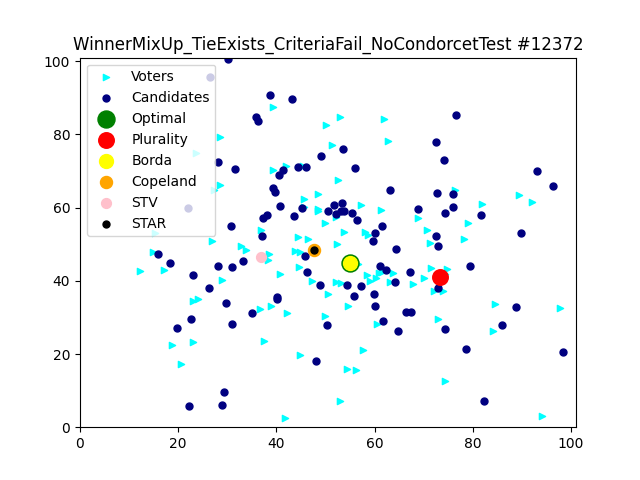 WinnerMixUp_TieExists_CriteriaFail_NoCondorcetTest #12372
100
80
60
40
20
0
0
20
40
60
80
100
Voters
Candidates
Optimal
Plurality
Borda
Copeland
STV
STAR